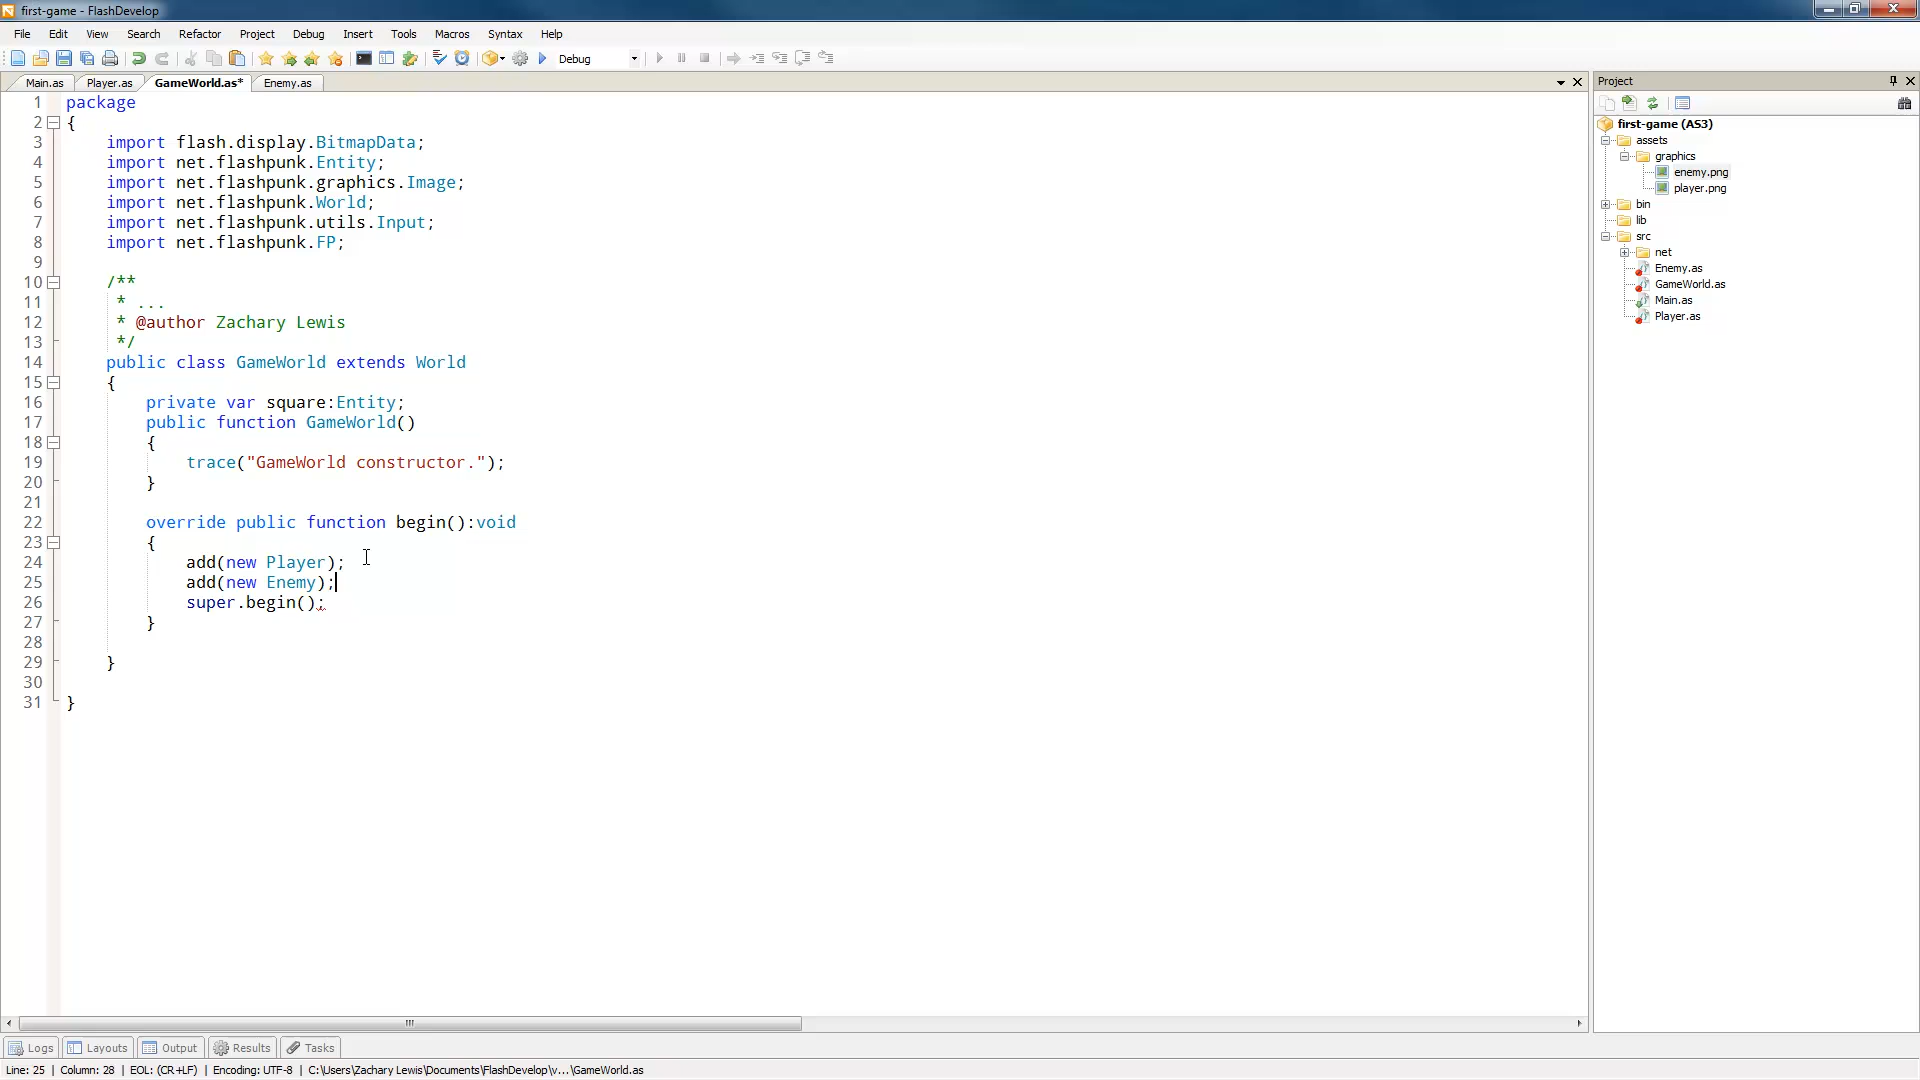 first-game - FlashDevelop
File Edit View Search Refactor Project Debug Insert Tools Macros Syntax Help
Debug
Main.as Player.as GameWorld.as* Enemy.as
1 package
2 {
3 import flash.display.BitmapData;
4 import net.flashpunk.Entity;
5 import net.flashpunk.graphics.Image;
6 import net.flashpunk.World;
7 import net.flashpunk.utils.Input;
8 import net.flashpunk.FP;
9
10 /**
11 * ...
12 * @author Zachary Lewis
13 */
14 public class GameWorld extends World
15 {
16 private var square:Entity;
17 public function GameWorld()
18 {
19 trace("GameWorld constructor.");
20 }
21
22 override public function begin():void
23 {
24 add(new Player);
25 add(new Enemy);
26 super.begin();
27 }
28
29 }
30
31 }
Project
first-game (AS3)
assets
graphics
enemy.png
player.png
bin
lib
src
net
Enemy.as
GameWorld.as
Main.as
Player.as
Logs Layouts Output Results Tasks
Line: 25 | Column: 28 | EOL: (CR+LF) | Encoding: UTF-8 | C:\Users\Zachary Lewis\Documents\FlashDevelop\v...\GameWorld.as